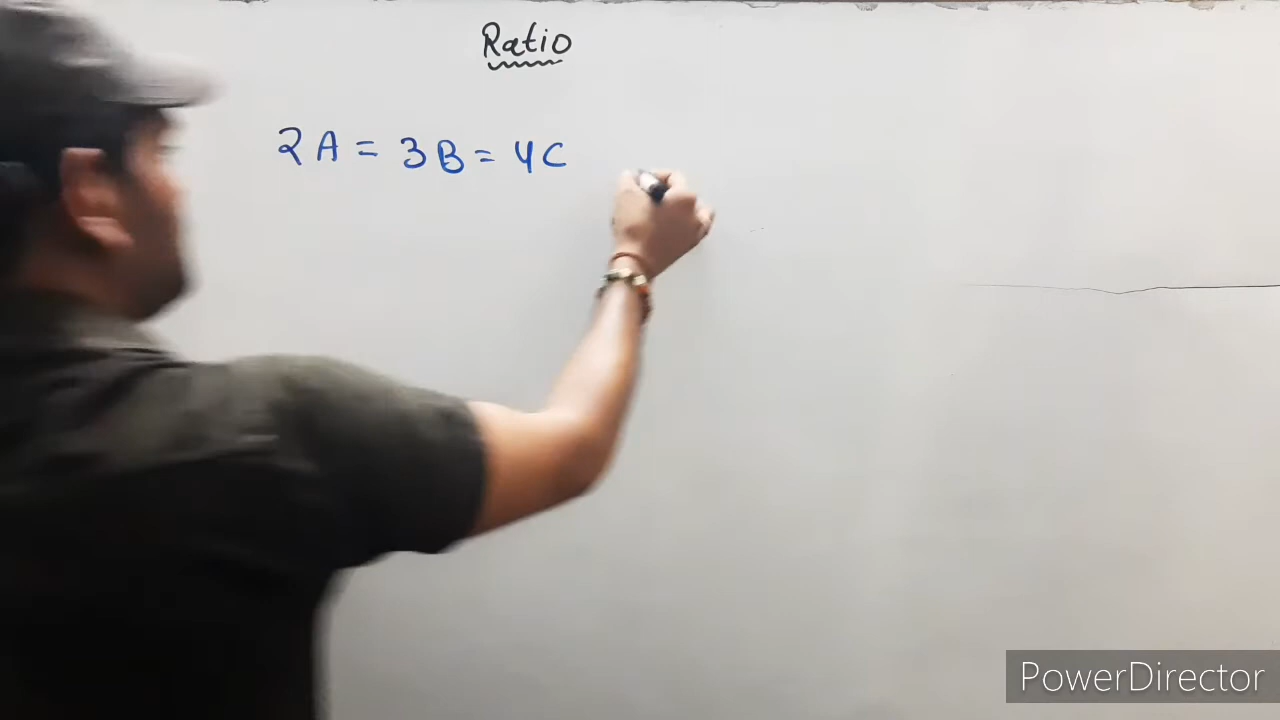 Ratio
2A = 3B = 4C
PowerDirector